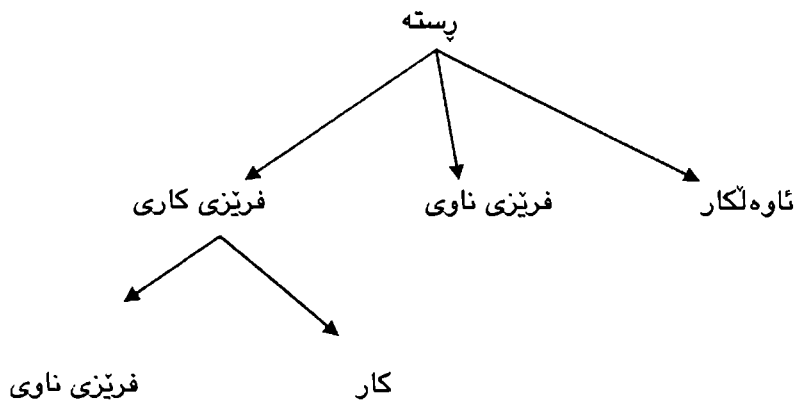 ڕستە
ئاوەڵکار فرێزی ناوی فرێزی کاری
کار فرێزی ناوی